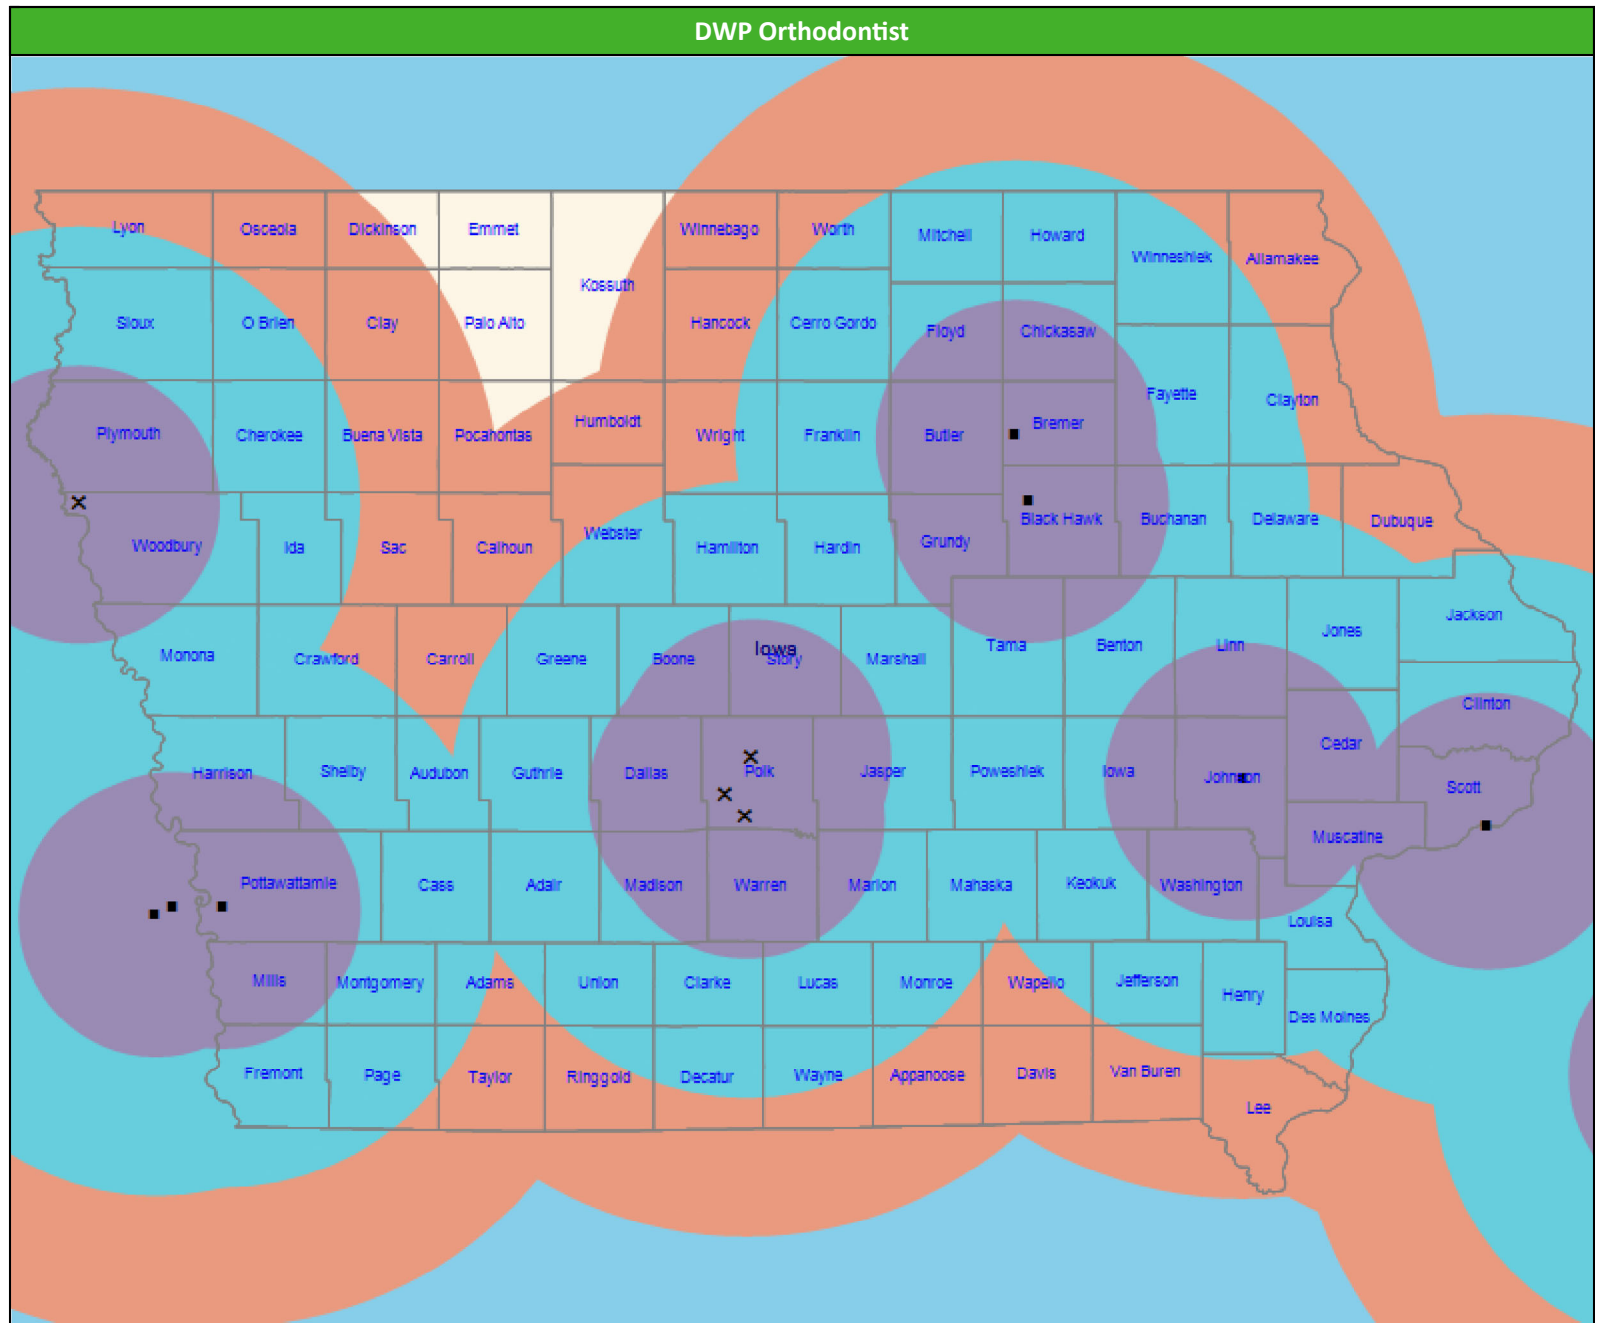 DWP Orthodontist
Lyon
Osceola
Dickinson
Emmet
Kossuth
Winnebago
Worth
Mitchell
Howard
Winneshiek
Allamakee
Sioux
O Brien
Clay
Palo Alto
Hancock
Cerro Gordo
Floyd
Chickasaw
Fayette
Clayton
Plymouth
Cherokee
Buena Vista
Pocahontas
Humboldt
Wright
Franklin
Butler
Bremer
Woodbury
Ida
Sac
Calhoun
Webster
Hamilton
Hardin
Grundy
Black Hawk
Buchanan
Delaware
Dubuque
Monona
Crawford
Carroll
Greene
Boone
Iowa
Story
Marshall
Tama
Benton
Linn
Jones
Jackson
Clinton
Harrison
Shelby
Audubon
Guthrie
Dallas
Polk
Jasper
Poweshiek
Iowa
Johnson
Cedar
Scott
Muscatine
Pottawattamie
Cass
Adair
Madison
Warren
Marion
Mahaska
Keokuk
Washington
Louisa
Mills
Montgomery
Adams
Union
Clarke
Lucas
Monroe
Wapello
Jefferson
Henry
Des Moines
Fremont
Page
Taylor
Ringgold
Decatur
Wayne
Appanoose
Davis
Van Buren
Lee